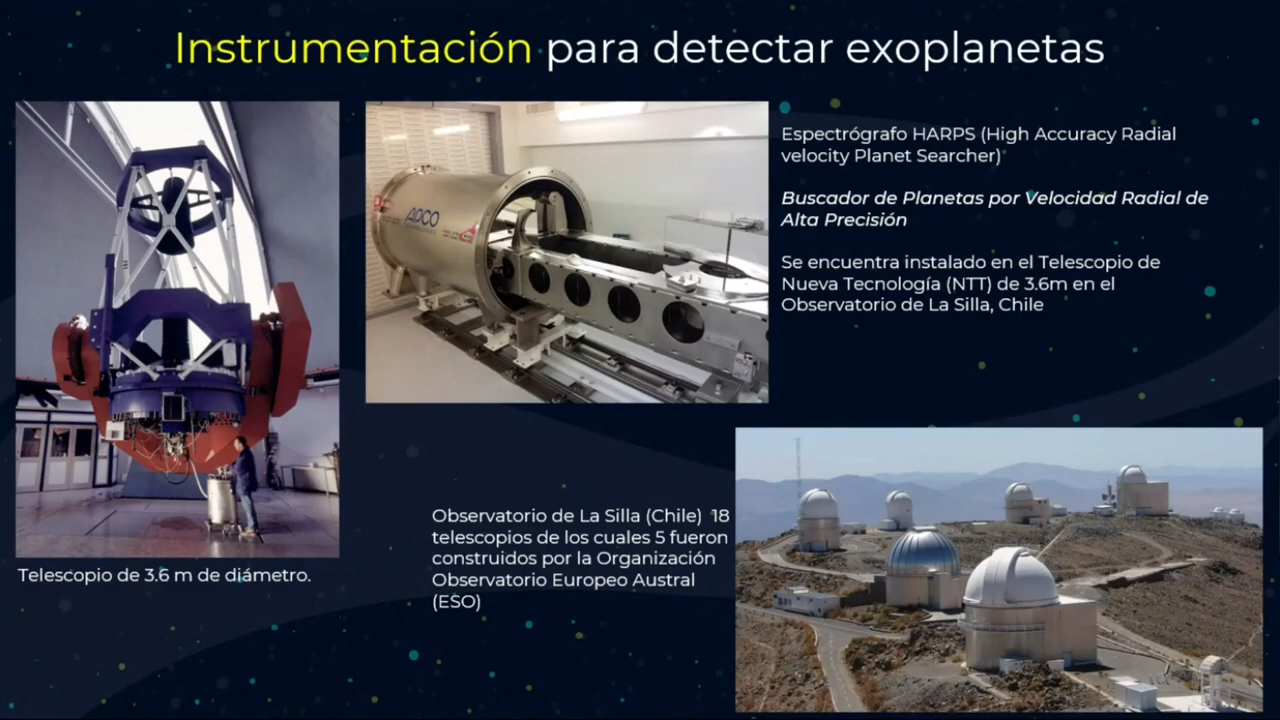 Instrumentación para detectar exoplanetas
Espectrógrafo HARPS (High Accuracy Radial
velocity Planet Searcher)
Buscador de Planetas por Velocidad Radial de
Alta Precisión
Se encuentra instalado en el Telescopio de
Nueva Tecnología (NTT) de 3.6m en el
Observatorio de La Silla, Chile
Telescopio de 3.6 m de diámetro.
Observatorio de La Silla (Chile) 18
telescopios de los cuales 5 fueron
construidos por la Organización
Observatorio Europeo Austral
(ESO)